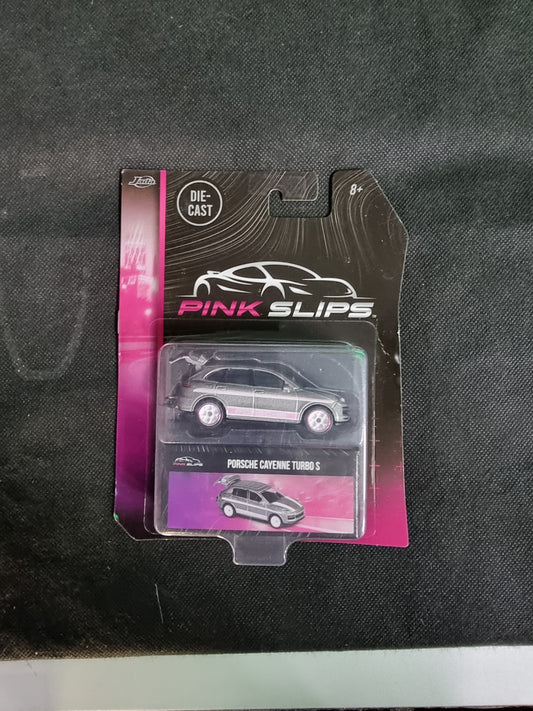 Jada
DIE-
CAST
8+
PINK SLIPS
PINK SLIPS
PORSCHE CAYENNE TURBO S